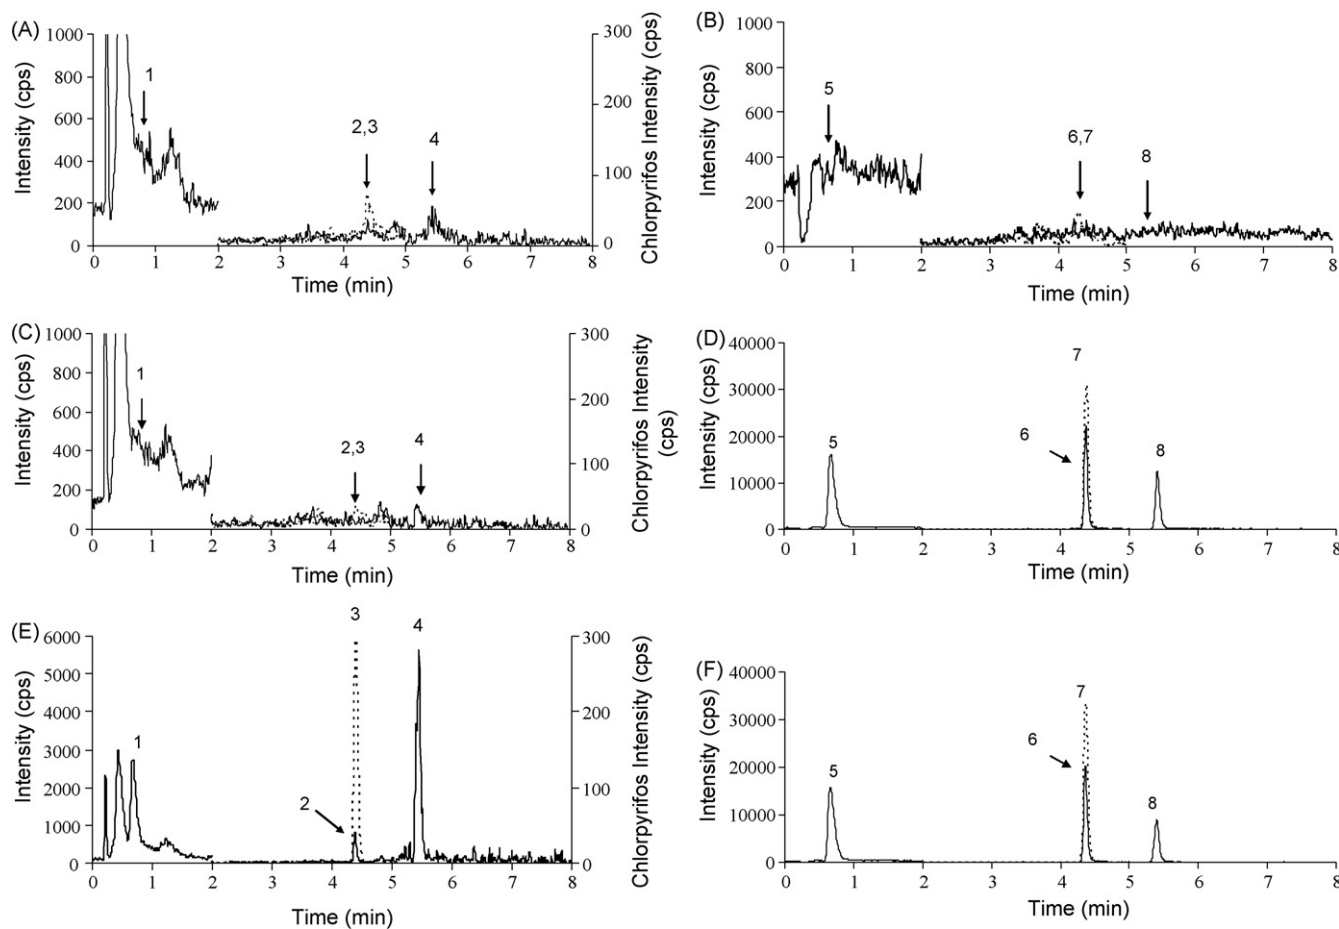 (A)
Intensity (cps)
1000
800
600
400
200
0
1
2,3
4
300
200
100
0
Chlorpyrifos Intensity (cps)
0 1 2 3 4 5 6 7 8
Time (min)
(B)
Intensity (cps)
1000
800
600
400
200
0
5
6,7
8
0 1 2 3 4 5 6 7 8
Time (min)
(C)
Intensity (cps)
1000
800
600
400
200
0
1
2,3
4
300
200
100
0
Chlorpyrifos Intensity
(cps)
0 1 2 3 4 5 6 7 8
Time (min)
(D)
Intensity (cps)
40000
30000
20000
10000
0
5
6
7
8
0 1 2 3 4 5 6 7 8
Time (min)
(E)
Intensity (cps)
6000
5000
4000
3000
2000
1000
0
1
2
3
4
300
200
100
0
Chlorpyrifos Intensity (cps)
0 1 2 3 4 5 6 7 8
Time (min)
(F)
Intensity (cps)
40000
30000
20000
10000
0
5
6
7
8
0 1 2 3 4 5 6 7 8
Time (min)